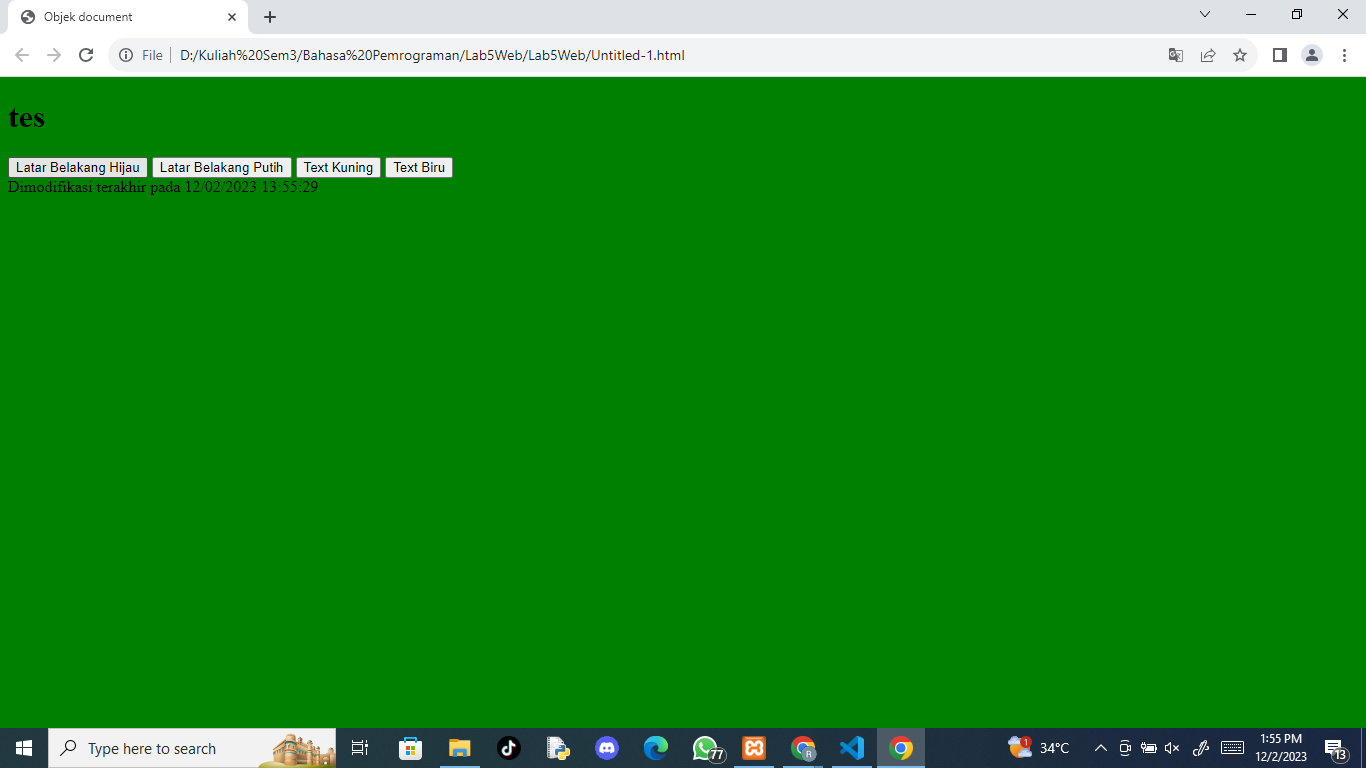 Objek document
File D:/Kuliah%20Sem3/Bahasa%20Pemrograman/Lab5Web/Lab5Web/Untitled-1.html
tes
Latar Belakang Hijau Latar Belakang Putih Text Kuning Text Biru
Dimodifikasi terakhir pada 12/02/2023 13:55:29
Type here to search
77
R
1
34°C
1:55 PM
12/2/2023
13